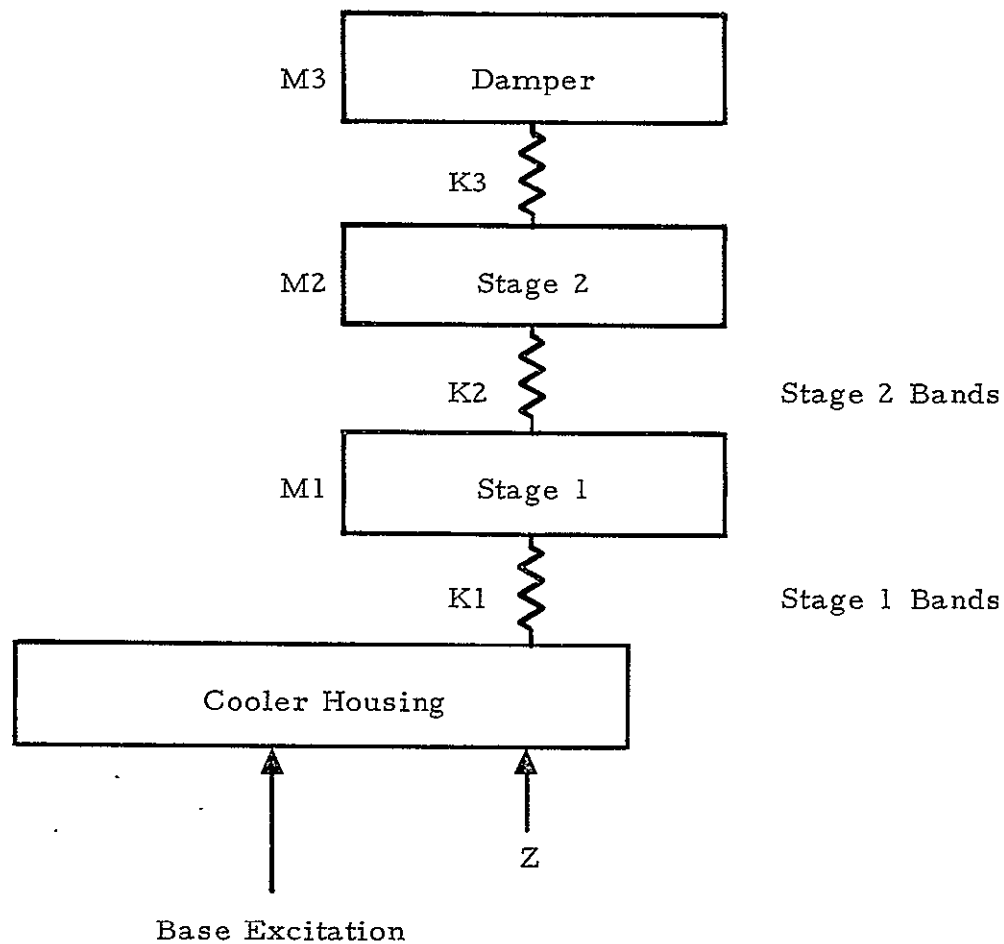 M3
Damper
K3
M2
Stage 2
K2
Stage 2 Bands
M1
Stage 1
K1
Stage 1 Bands
Cooler Housing
Z
Base Excitation